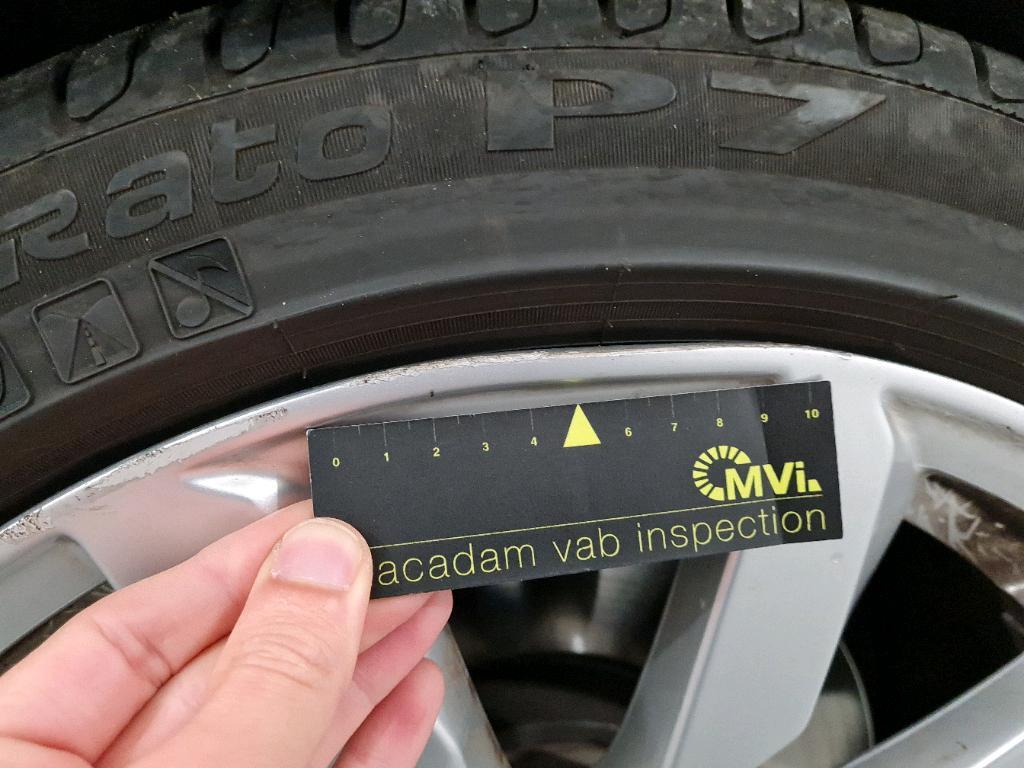 Rato P7
0 1 2 3 4 6 7 8 9 10
MVi.
acadam vab inspection